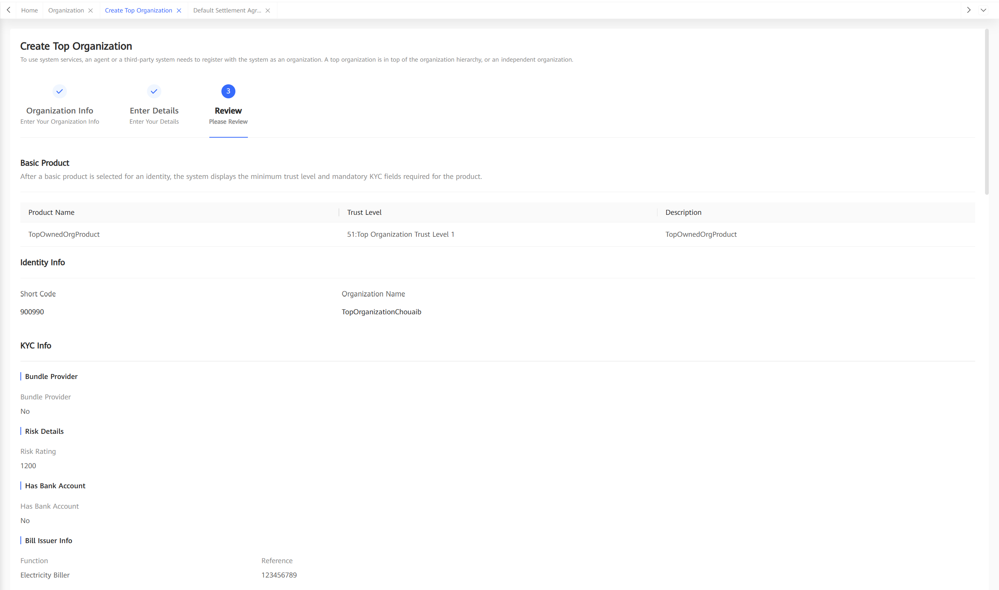 Home Organization Create Top Organization Default Settlement Agr...
Create Top Organization
To use system services, an agent or a third-party system needs to register with the system as an organization. A top organization is in top of the organization hierarchy, or an independent organization.
3
Organization Info Enter Details Review
Enter Your Organization Info Enter Your Details Please Review
Basic Product
After a basic product is selected for an identity, the system displays the minimum trust level and mandatory KYC fields required for the product.
Product Name Trust Level Description
TopOwnedOrgProduct 51:Top Organization Trust Level 1 TopOwnedOrgProduct
Identity Info
Short Code Organization Name
900990 TopOrganizationChouaib
KYC Info
Bundle Provider
Bundle Provider
No
Risk Details
Risk Rating
1200
Has Bank Account
Has Bank Account
No
Bill Issuer Info
Function Reference
Electricity Biller 123456789